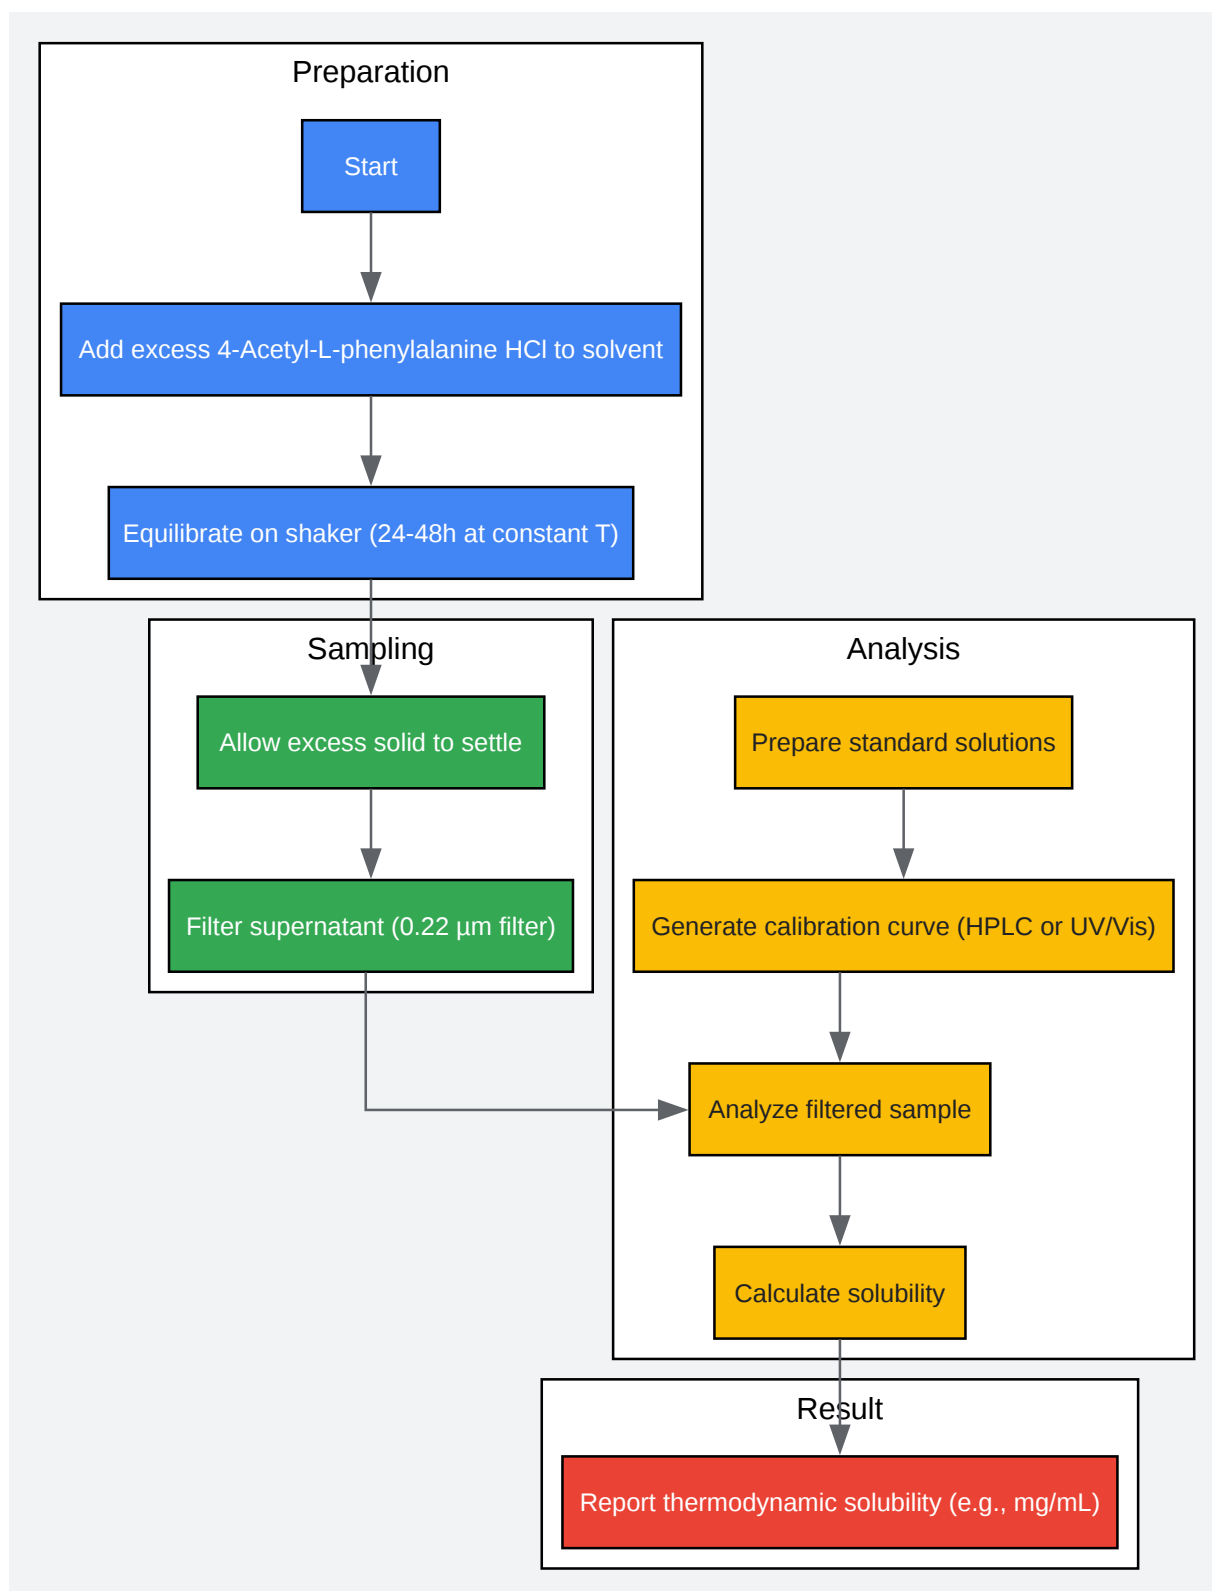 Preparation
Start
Add excess 4-Acetyl-L-phenylalanine HCl to solvent
Equilibrate on shaker (24-48h at constant T)
Sampling
Allow excess solid to settle
Filter supernatant (0.22 µm filter)
Analysis
Prepare standard solutions
Generate calibration curve (HPLC or UV/Vis)
Analyze filtered sample
Calculate solubility
Result
Report thermodynamic solubility (e.g., mg/mL)